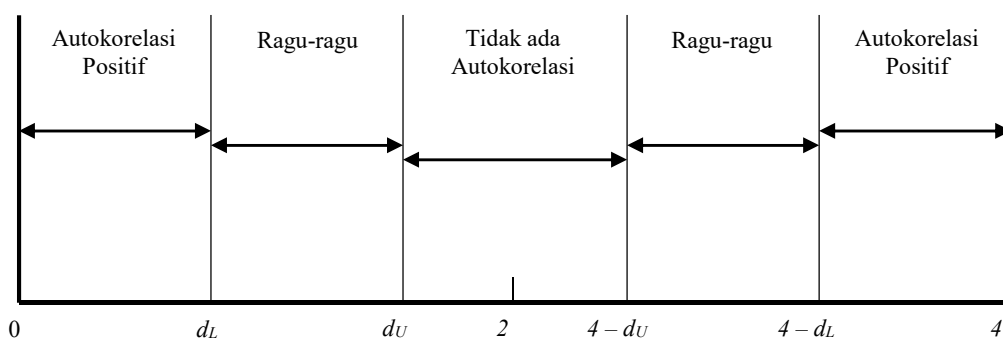 Autokorelasi
Positif
Ragu-ragu
Tidak ada
Autokorelasi
Ragu-ragu
Autokorelasi
Positif
0
dL
dU
2
4 – dU
4 – dL
4